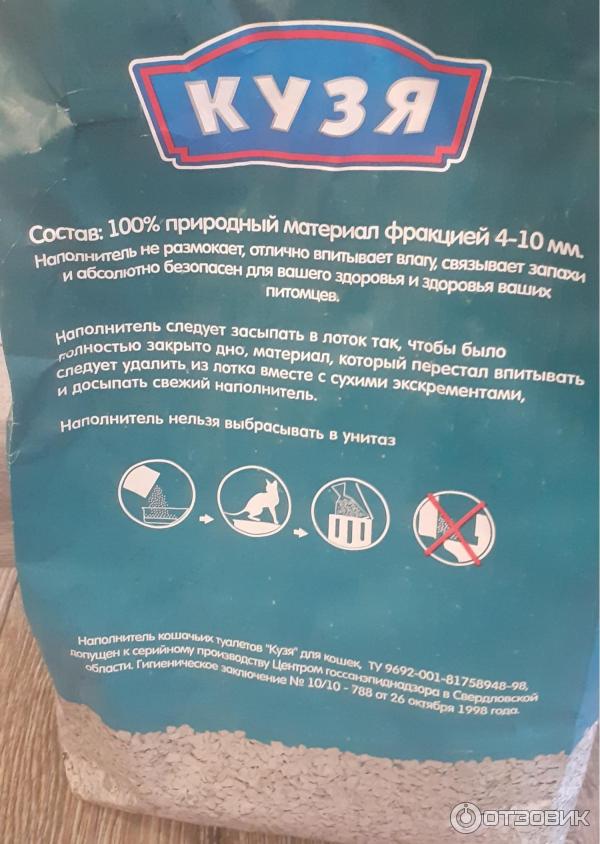 КУЗЯ
Состав: 100% природный материал фракцией 4-10 мм.
Наполнитель не размокает, отлично впитывает влагу, связывает запахи
и абсолютно безопасен для вашего здоровья и здоровья ваших
питомцев.
Наполнитель следует засыпать в лоток так, чтобы было
полностью закрыто дно, материал, который перестал впитывать
следует удалить из лотка вместе с сухими экскрементами,
и досыпать свежий наполнитель.
Наполнитель нельзя выбрасывать в унитаз
Наполнитель кошачьих туалетов "Кузя" для кошек, ТУ 9692-001-81758948-98,
допущен к серийному производству Центром госсанэпиднадзора в Свердловской
области. Гигиеническое заключение № 10/10 - 788 от 26 октября 1998 года.
ОТЗОВИК